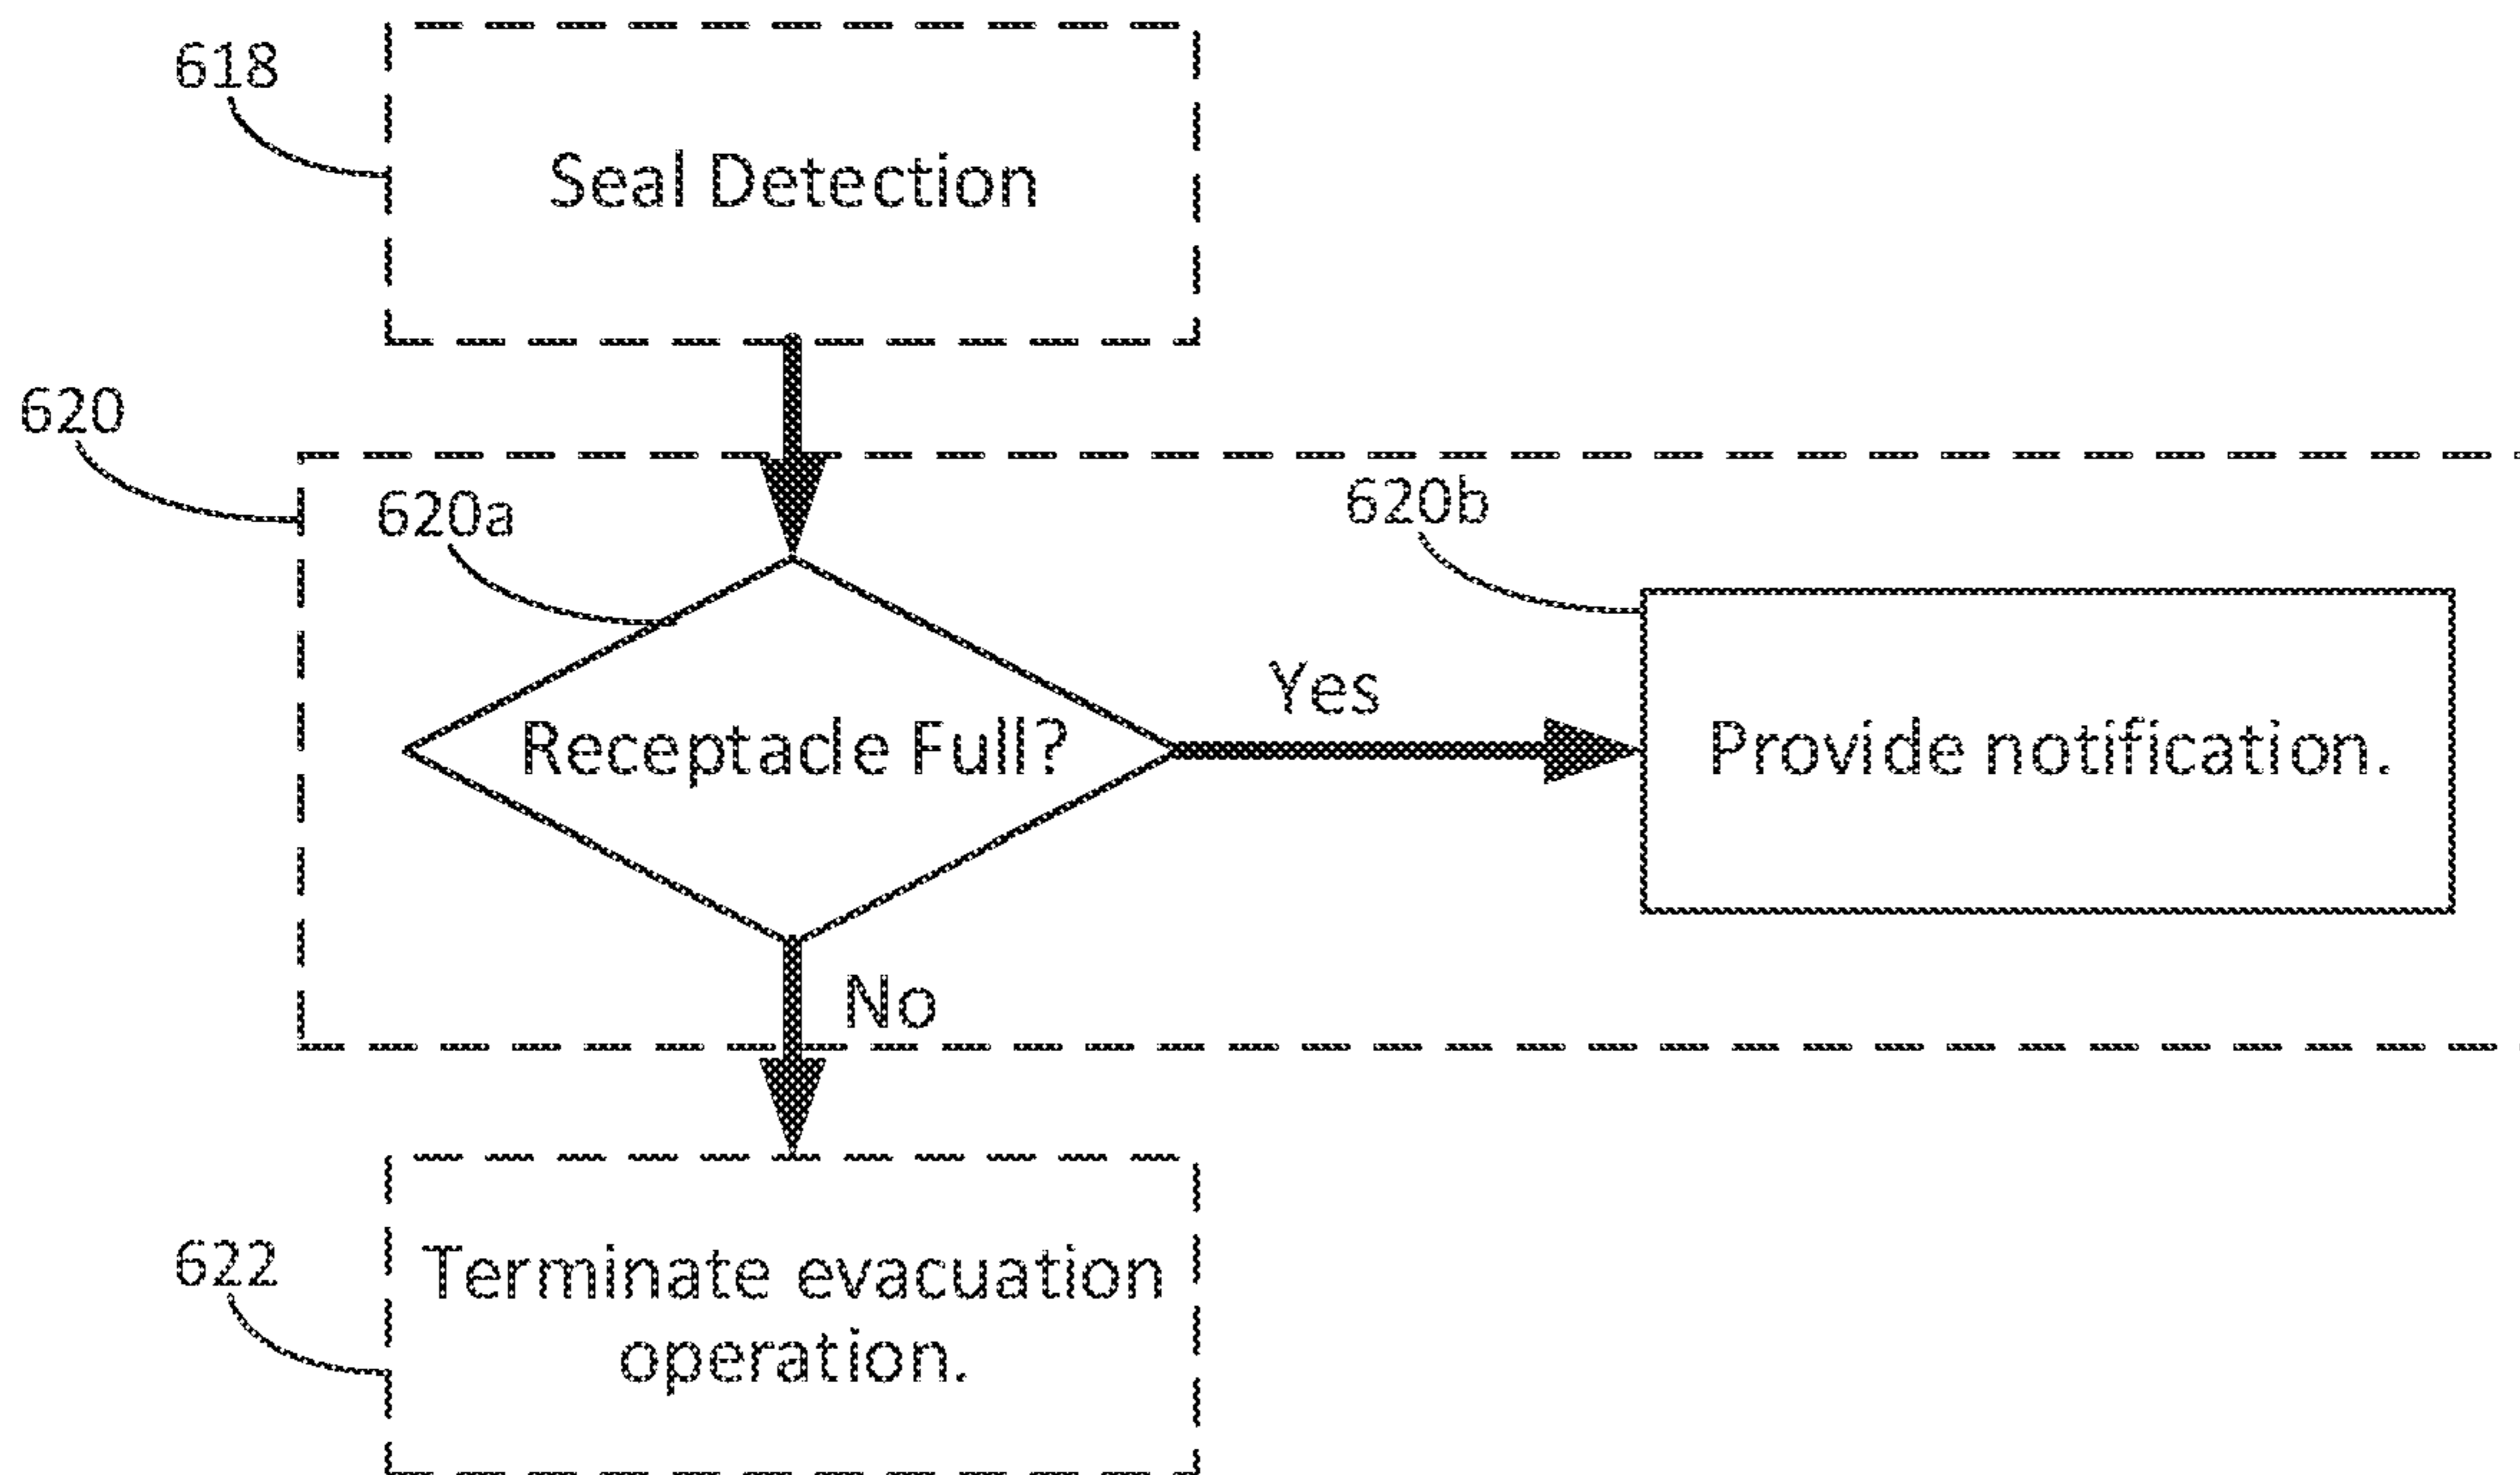 618
Seal Detection
620
620a
620b
Yes
Receptacle Full?
Provide notification.
No
622
Terminate evacuation
operation.